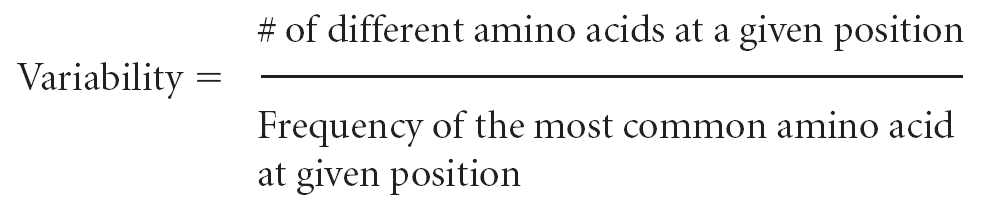 # of different amino acids at a given position
Variability =
Frequency of the most common amino acid
at given position